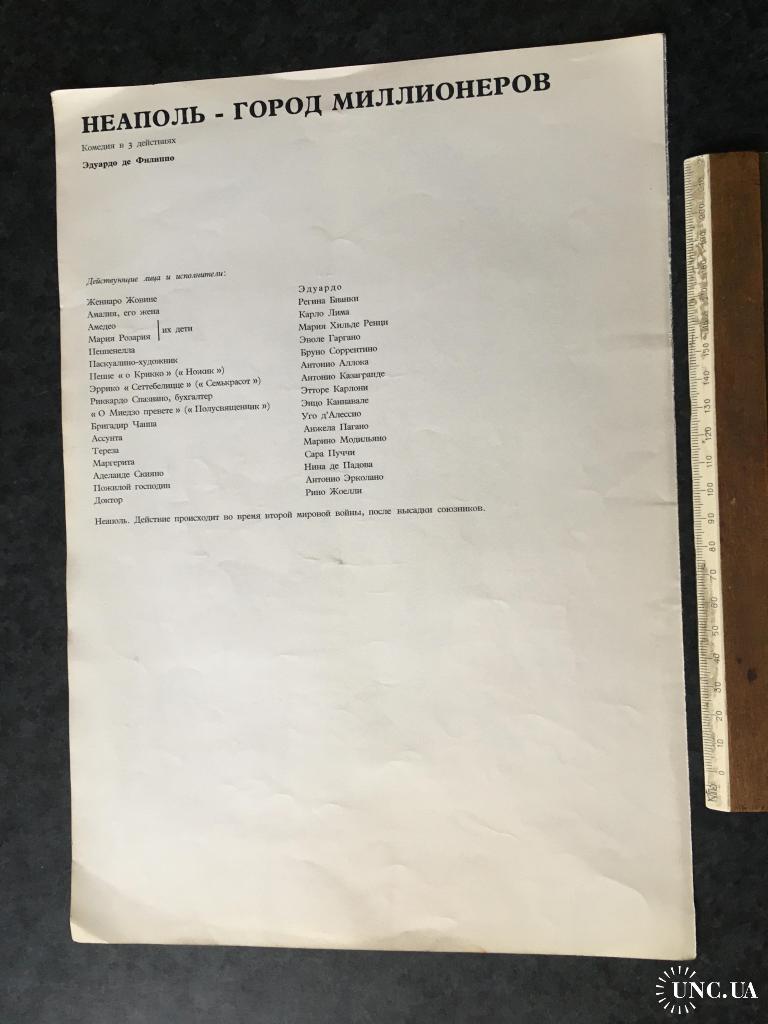 НЕАПОЛЬ - ГОРОД МИЛЛИОНЕРОВ
Комедия в 3 действиях
Эдуардо де Филиппо
Действующие лица и исполнители:
Женнаро Жовине Эдуардо
Амалия, его жена Регина Бианки
Амедео Карло Лима
Мария Розария Мария Хильде Ренци
их дети
Пеппенелла Эволе Гаргано
Паскуалино-художник Бруно Соррентино
Пеппе « о Крикко » (« Ножик ») Антонио Аллока
Эррико « Сеттебелицце » (« Семькрасот ») Антонио Казагранде
Риккардо Спазиано, бухгалтер Этторе Карлони
« О Миедзо превете » (« Полусвященник ») Энцо Каннавале
Бригадир Чаппа Уго д'Алессио
Ассунта Анжела Пагано
Тереза Марино Модильяно
Маргерита Сара Пуччи
Аделаиде Скиано Нина де Падова
Пожилой господин Антонио Эрколано
Доктор Рино Жоелли
Неаполь. Действие происходит во время второй мировой войны, после высадки союзников.
0 10 20 30 40 50 60 70 80 90 100 110 120 130 140 150
UNC.UA